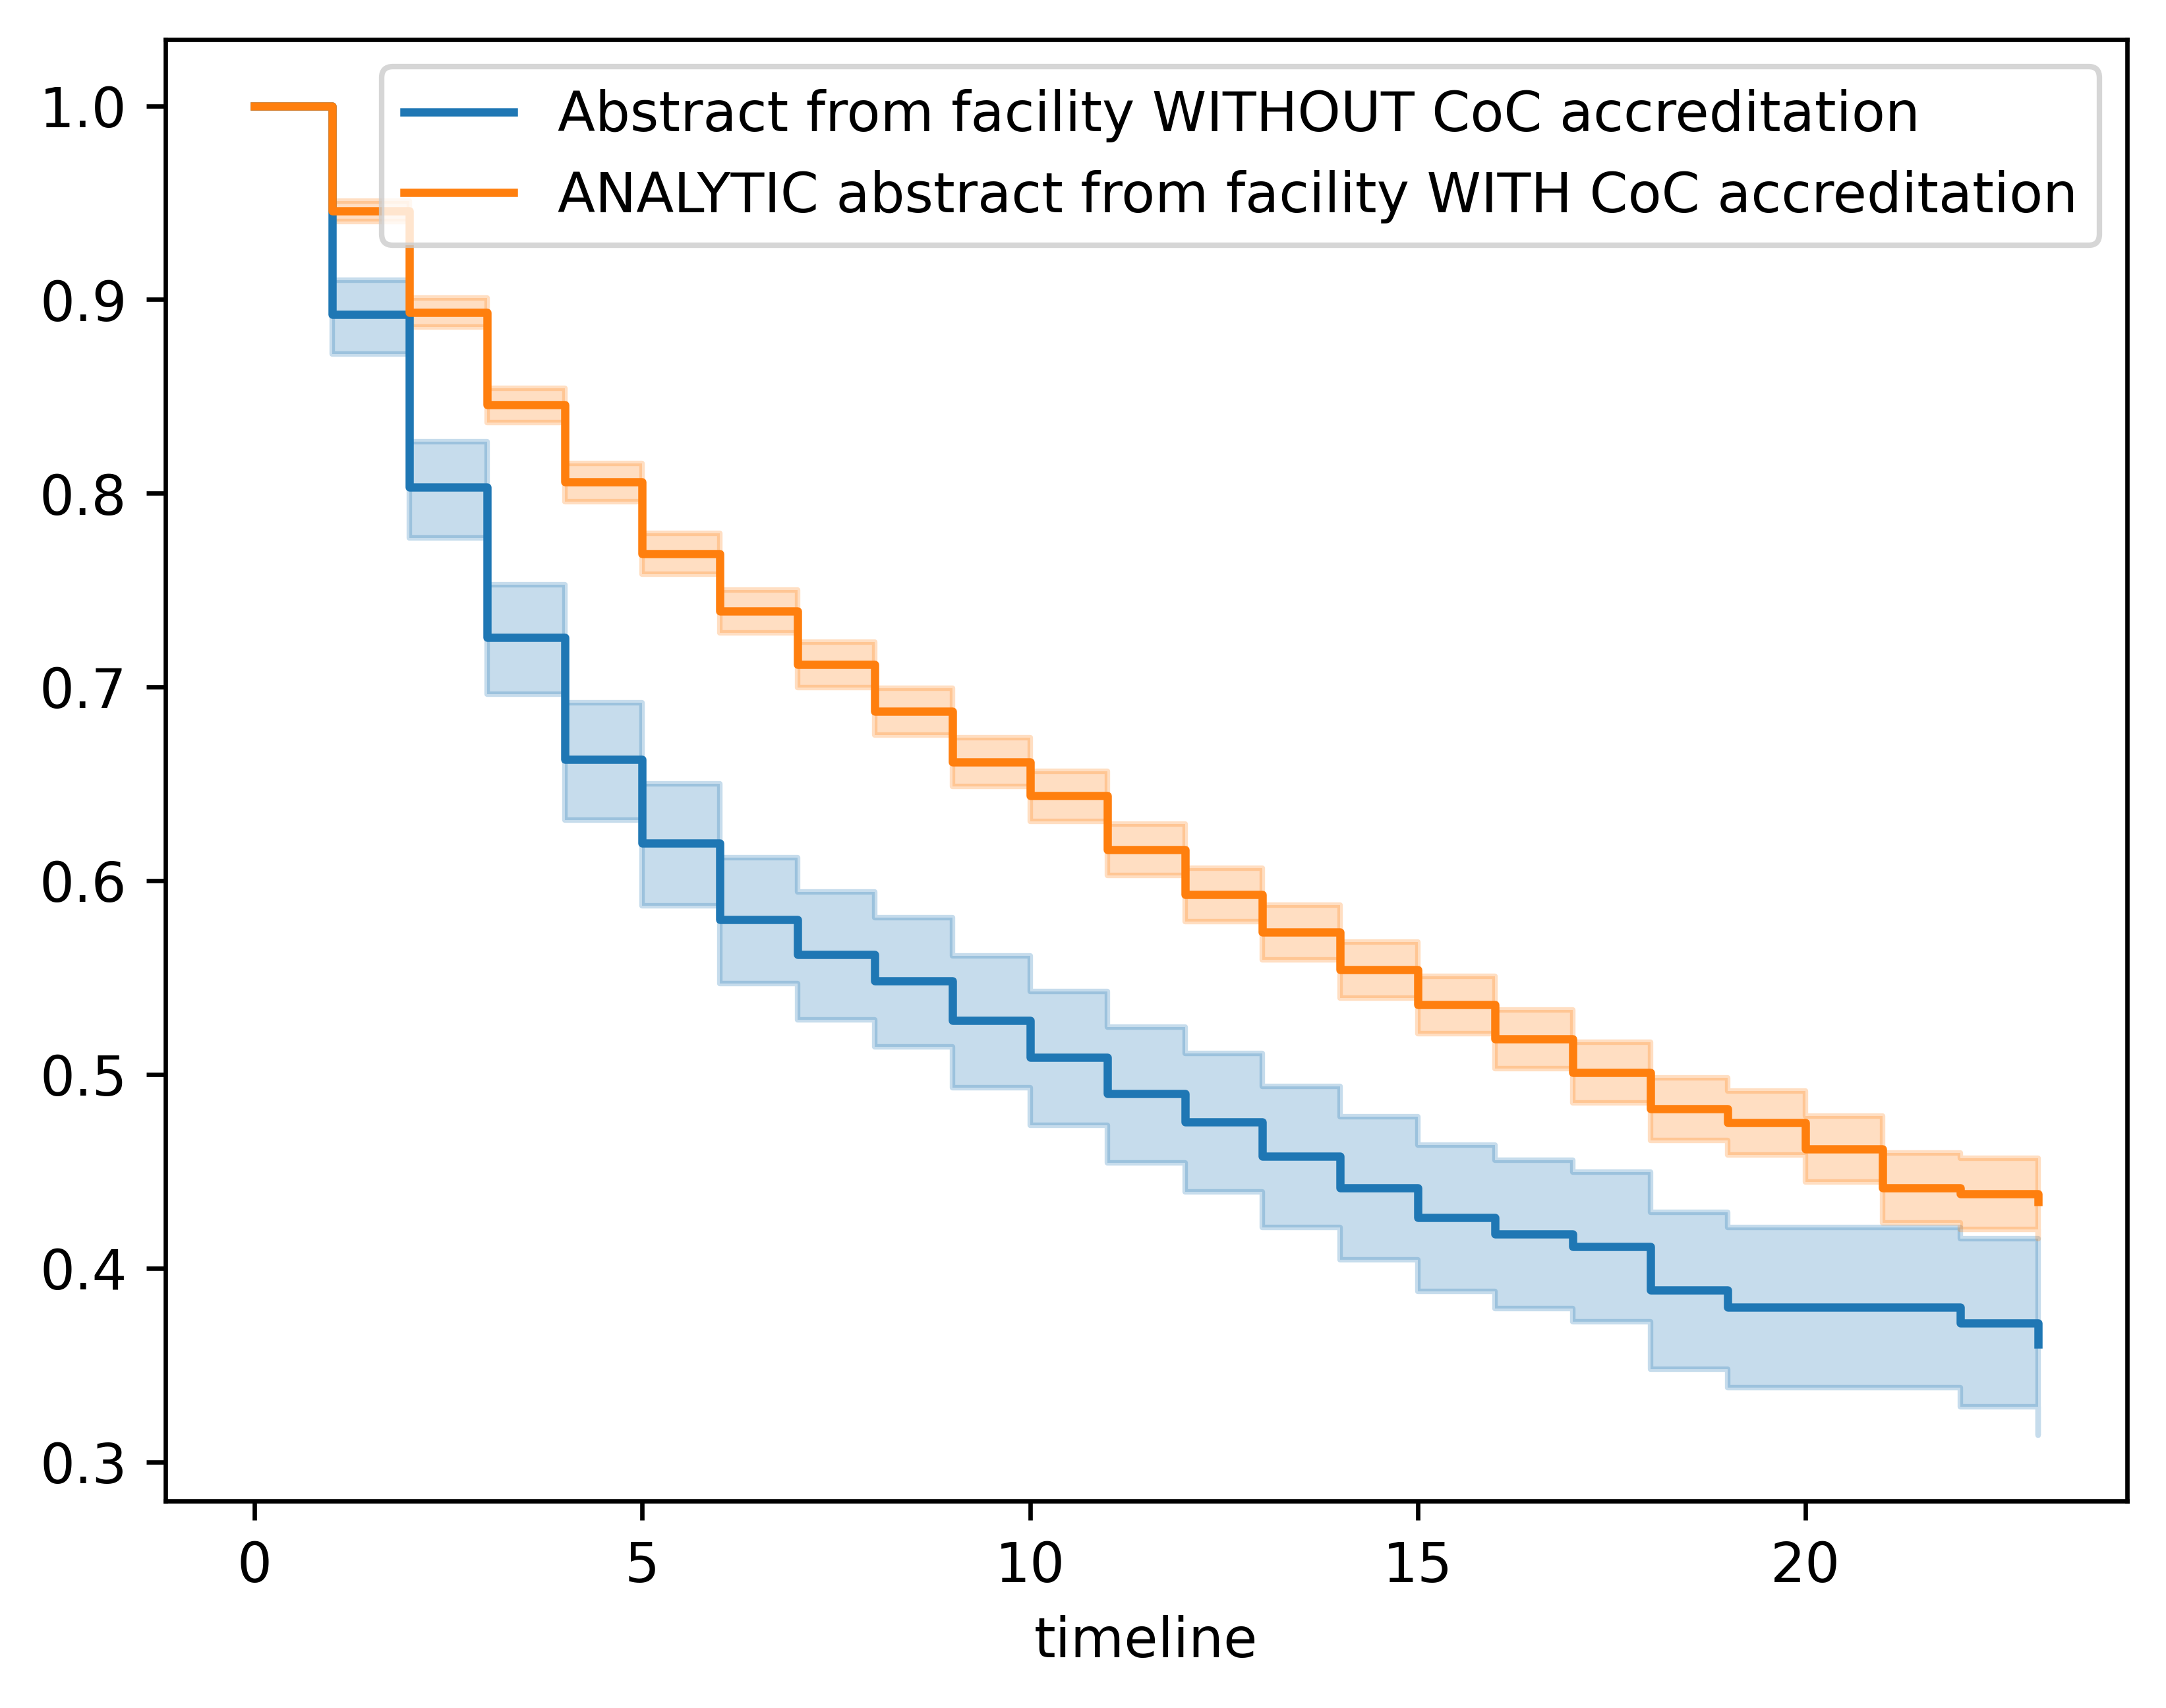 Abstract from facility WITHOUT CoC accreditation
ANALYTIC abstract from facility WITH CoC accreditation
1.0
0.9
0.8
0.7
0.6
0.5
0.4
0.3
0 5 10 15 20
timeline